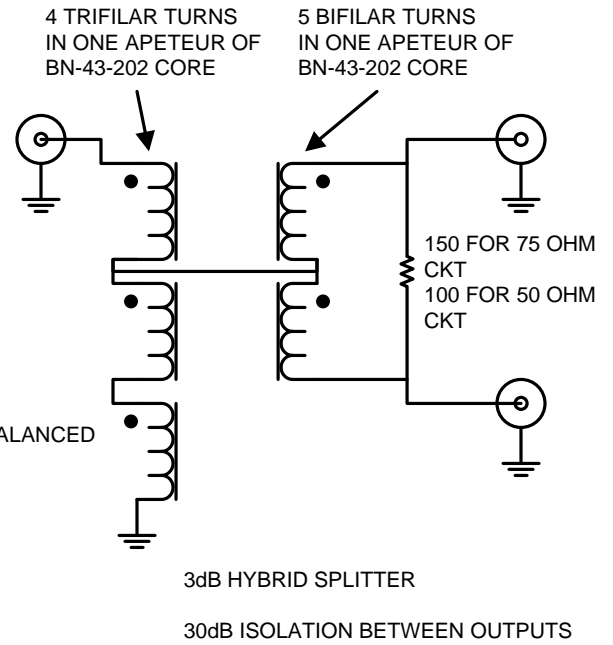 4 TRIFILAR TURNS
IN ONE APETEUR OF
BN-43-202 CORE
5 BIFILAR TURNS
IN ONE APETEUR OF
BN-43-202 CORE
150 FOR 75 OHM
CKT
100 FOR 50 OHM
CKT
ALANCED
3dB HYBRID SPLITTER
30dB ISOLATION BETWEEN OUTPUTS